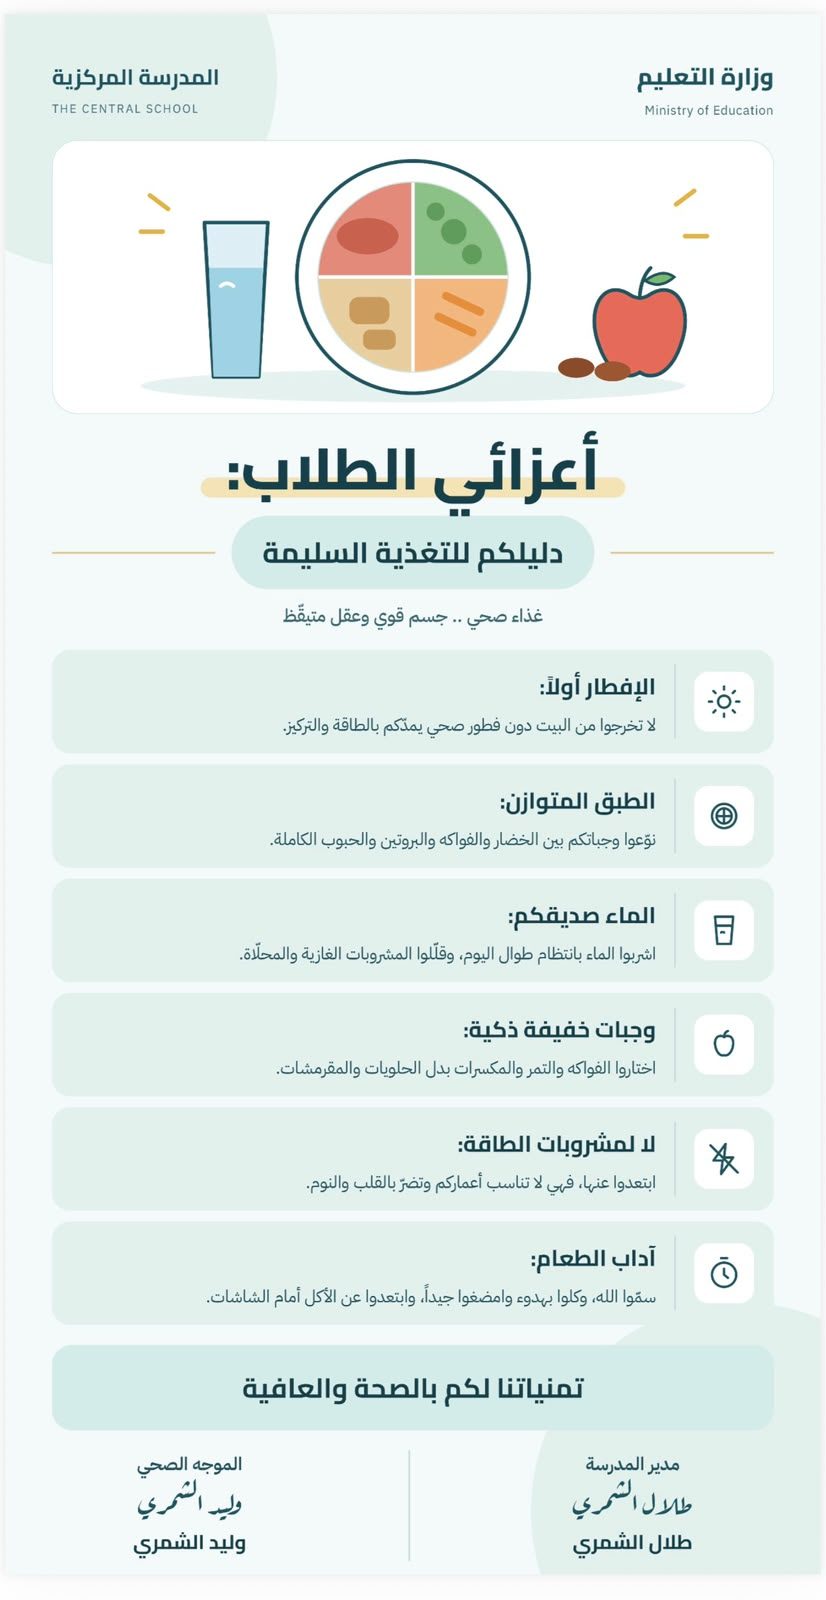 وزارة التعليم
Ministry of Education
المدرسة المركزية
THE CENTRAL SCHOOL
أعزائي الطلاب:
دليلكم للتغذية السليمة
غذاء صحي .. جسم قوي وعقل متيقّظ
الإفطار أولاً:
لا تخرجوا من البيت دون فطور صحي يمدّكم بالطاقة والتركيز.
الطبق المتوازن:
نوّعوا وجباتكم بين الخضار والفواكه والبروتين والحبوب الكاملة.
الماء صديقكم:
اشربوا الماء بانتظام طوال اليوم، وقلّلوا المشروبات الغازية والمحلّاة.
وجبات خفيفة ذكية:
اختاروا الفواكه والتمر والمكسرات بدل الحلويات والمقرمشات.
لا لمشروبات الطاقة:
ابتعدوا عنها، فهي لا تناسب أعماركم وتضرّ بالقلب والنوم.
آداب الطعام:
سمّوا الله، وكلوا بهدوء وامضغوا جيداً، وابتعدوا عن الأكل أمام الشاشات.
تمنياتنا لكم بالصحة والعافية
مدير المدرسة
طلال الشمري
طلال الشمري
الموجه الصحي
وليد الشمري
وليد الشمري